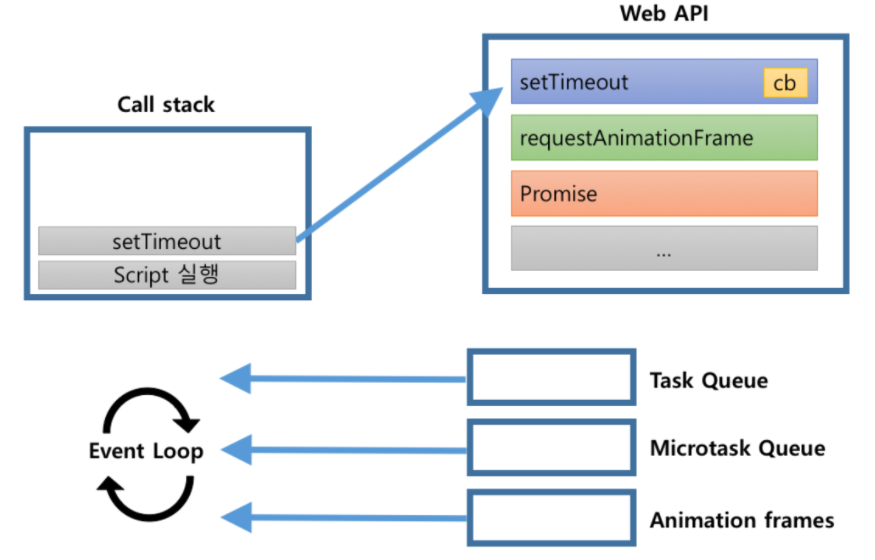 Web API
setTimeout
cb
requestAnimationFrame
Promise
...
Call stack
setTimeout
Script 실행
Event Loop
Task Queue
Microtask Queue
Animation frames